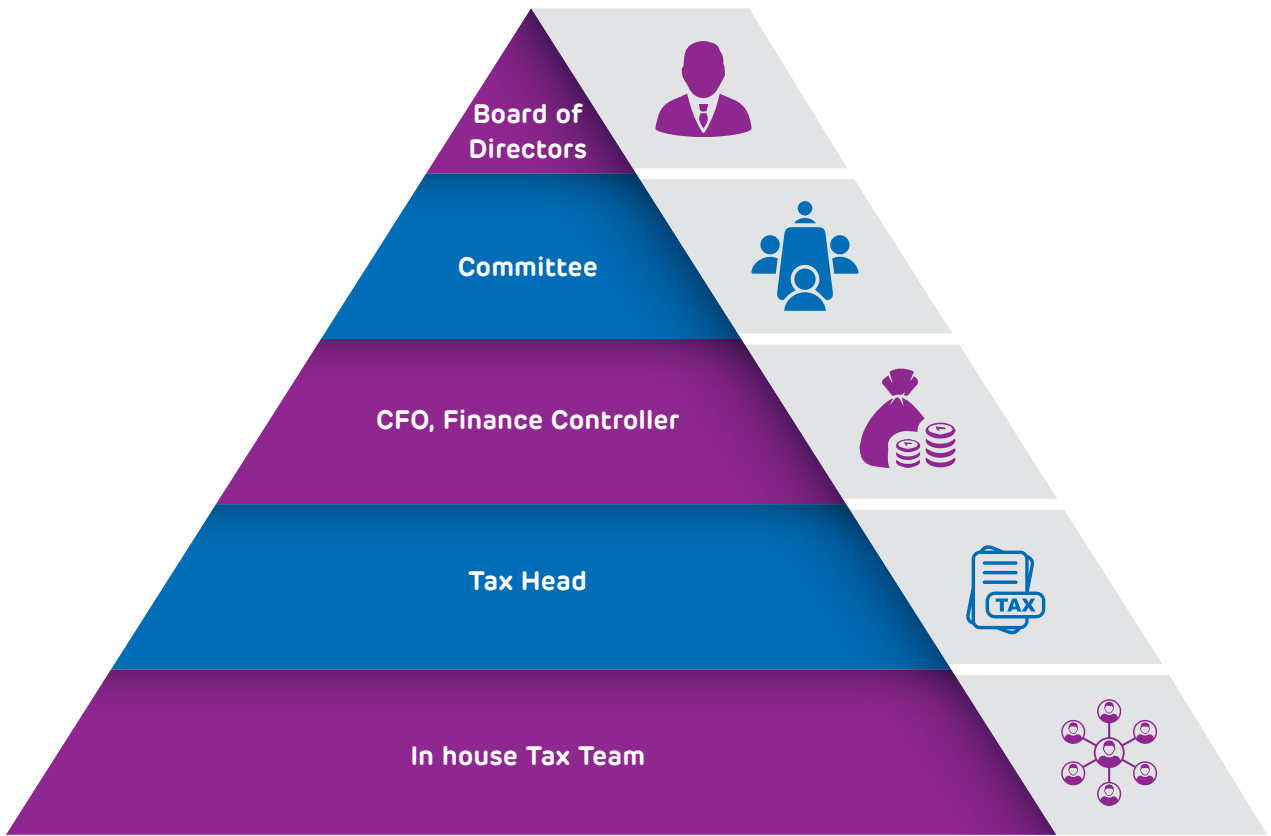 Board of
Directors
Committee
CFO, Finance Controller
Tax Head
TAX
In house Tax Team